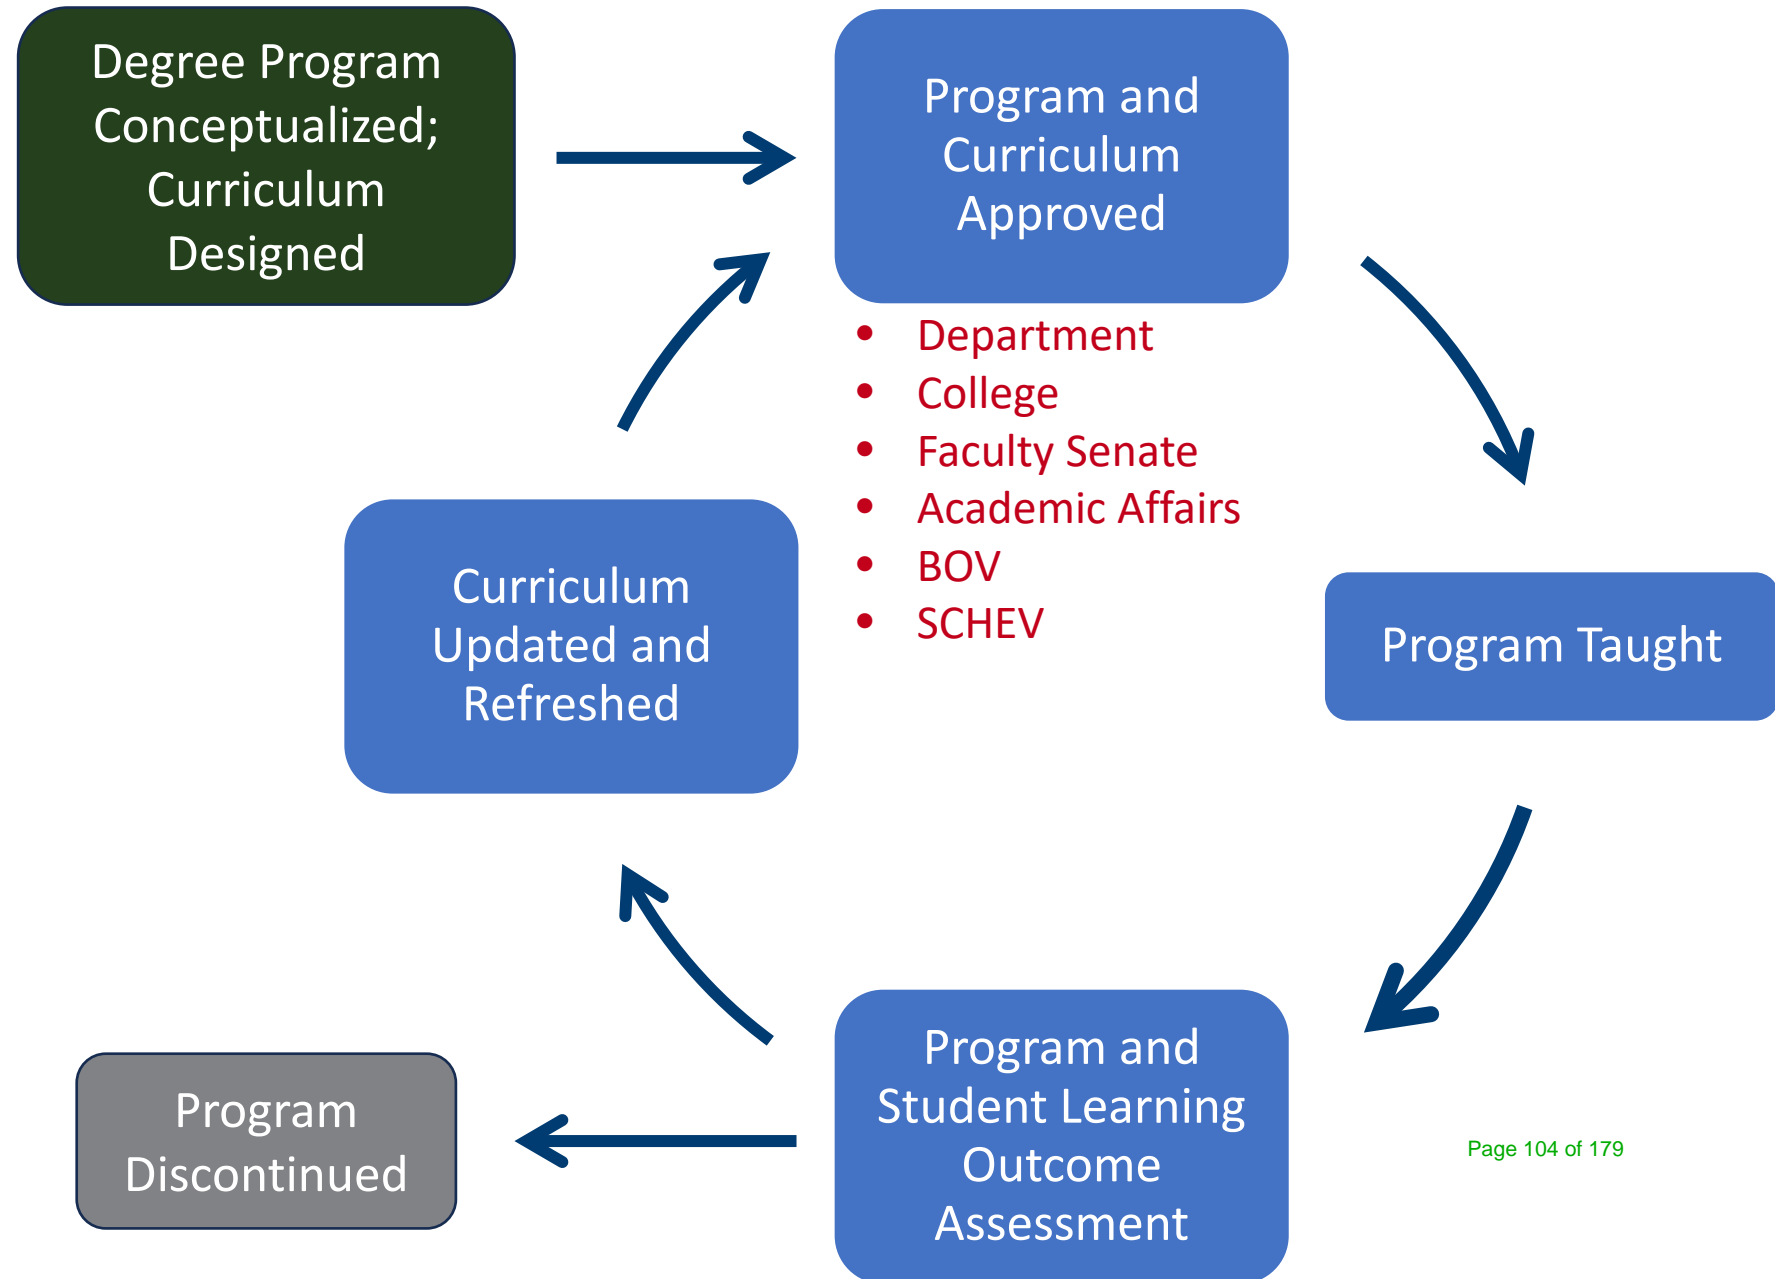 Degree Program
Conceptualized;
Curriculum
Designed
Program and
Curriculum
Approved
• Department
• College
• Faculty Senate
• Academic Affairs
• BOV
• SCHEV
Curriculum
Updated and
Refreshed
Program Taught
Program and
Student Learning
Outcome
Assessment
Program
Discontinued
Page 104 of 179